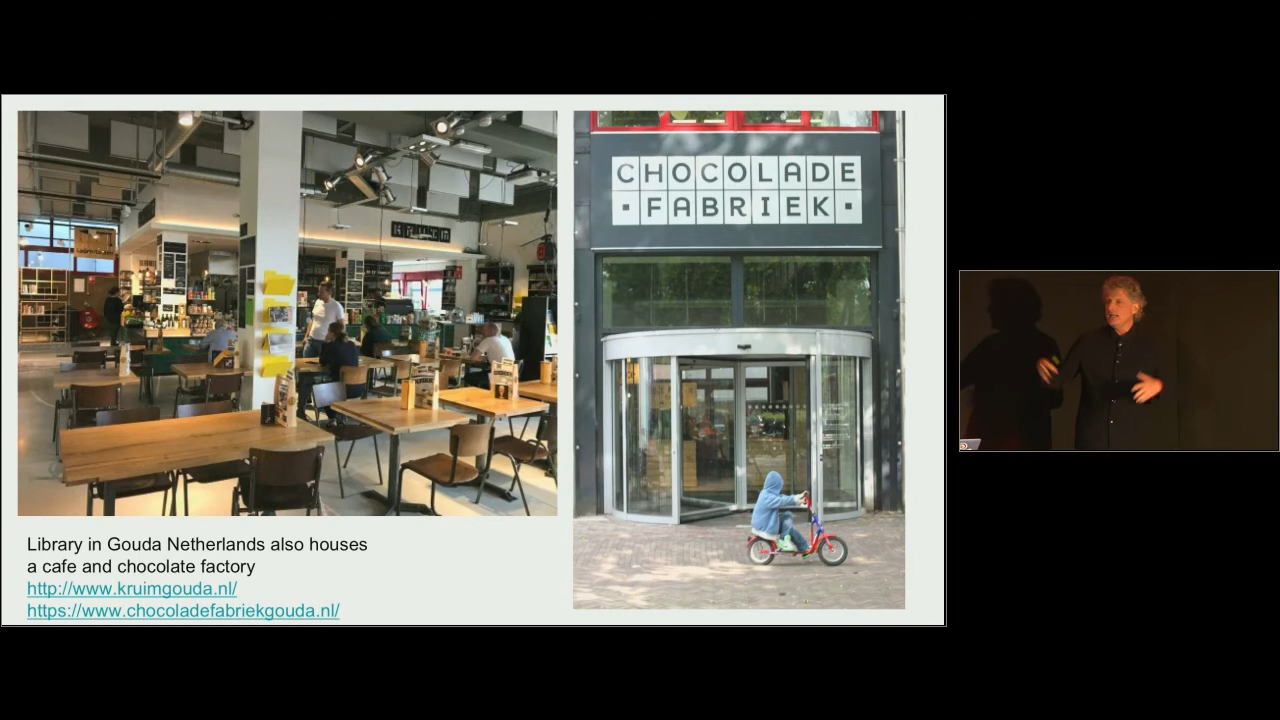 KRUIM
CHOCOLADE
FABRIEK
Library in Gouda Netherlands also houses
a cafe and chocolate factory
http://www.kruimgouda.nl/
https://www.chocoladefabriekgouda.nl/